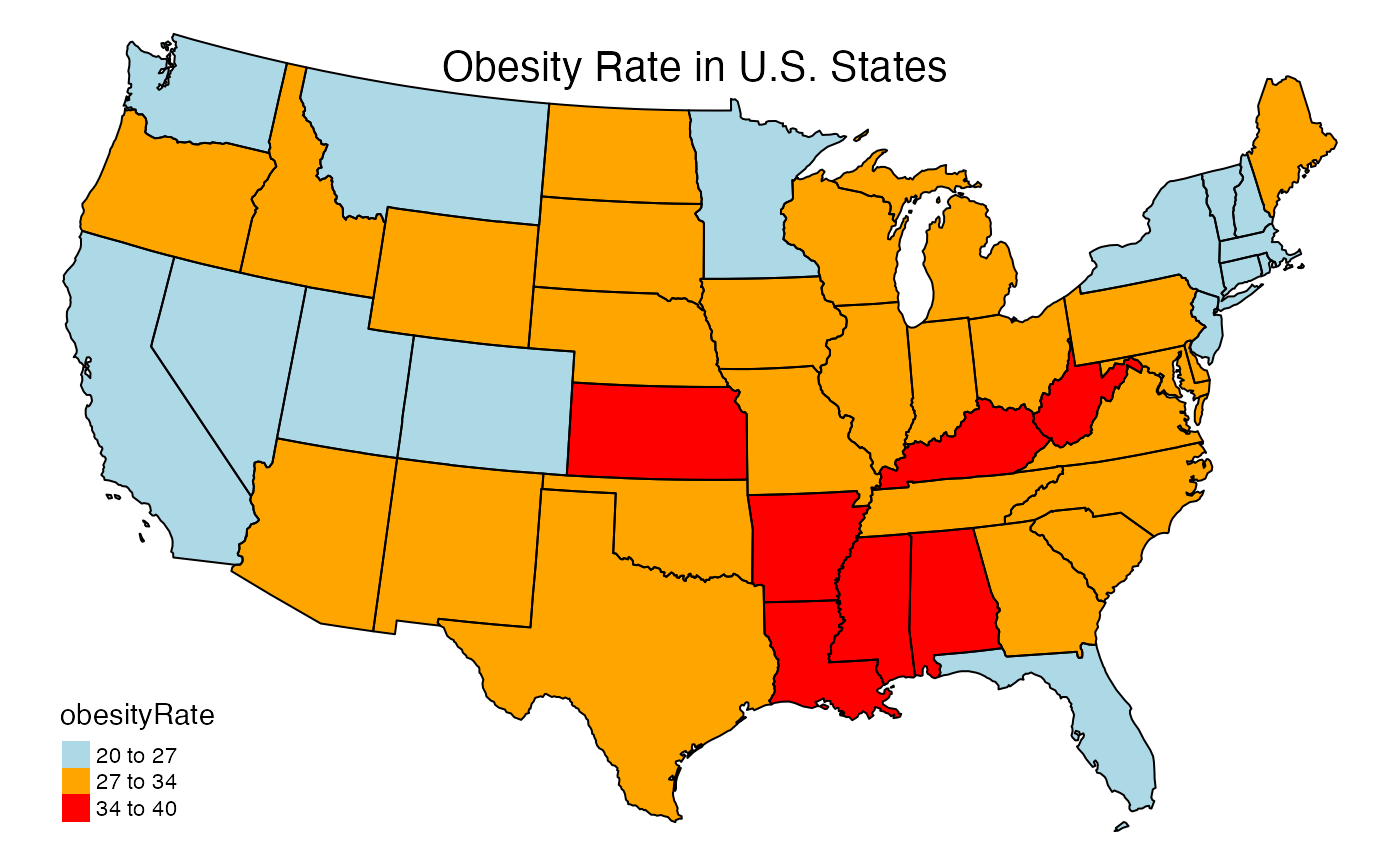 Obesity Rate in U.S. States
obesityRate
20 to 27
27 to 34
34 to 40